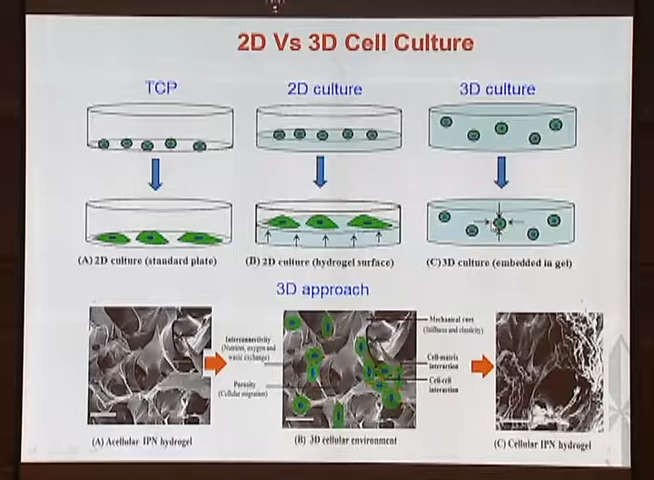 2D Vs 3D Cell Culture
TCP
2D culture
3D culture
(A) 2D culture (standard plate)
(B) 2D culture (hydrogel surface)
(C) 3D culture (embedded in gel)
3D approach
Interconnectivity
(Nutrient, oxygen and
waste exchange)
Porosity
(Cellular migration)
Mechanical cues
(Stiffness and elasticity)
Cell-matrix
interaction
Cell-cell
interaction
(A) Acellular IPN hydrogel
(B) 3D cellular environment
(C) Cellular IPN hydrogel